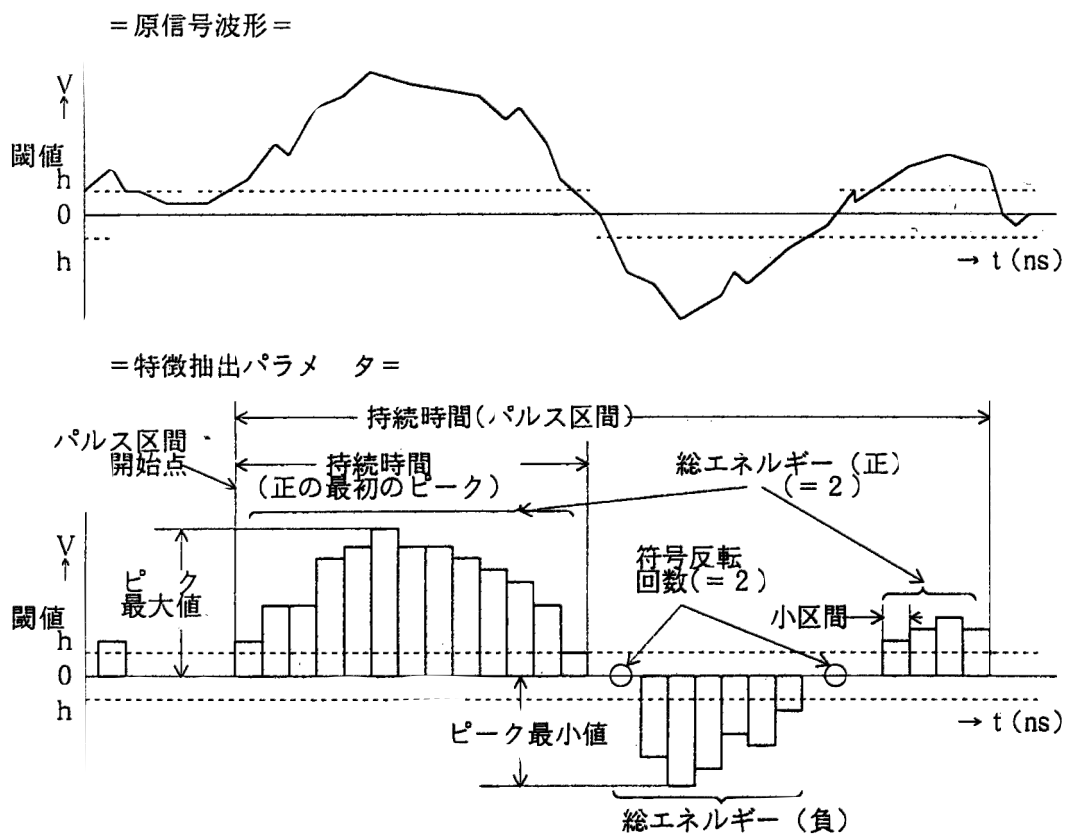 ＝原信号波形＝
V
↑
閾値
h
0
h
→ t (ns)
＝特徴抽出パラメ　タ＝
持続時間(パルス区間)
パルス区間
開始点
持続時間
(正の最初のピーク)
総エネルギー（正）
(＝２)
V
↑
ピ　ク
最大値
符号反転
回数(＝２)
閾値
小区間
h
0
h
ピーク最小値
→ t (ns)
総エネルギー（負）